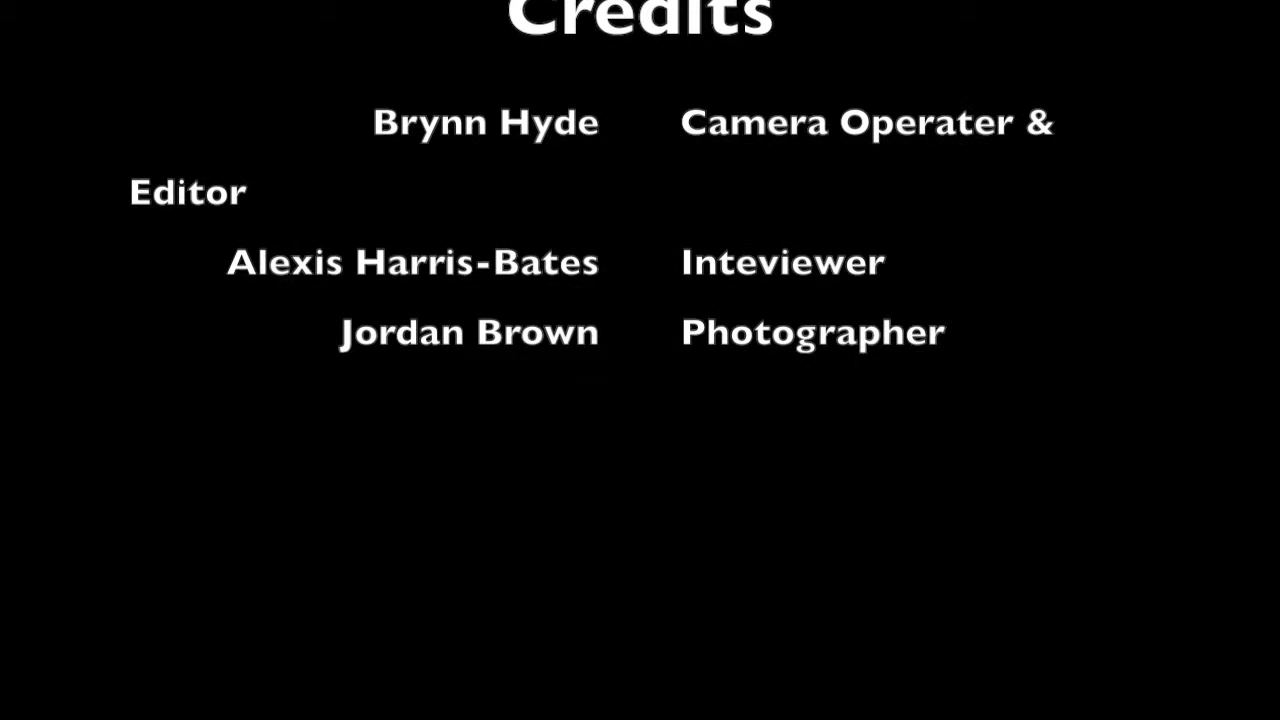 Credits
Brynn Hyde Camera Operater &
Editor
Alexis Harris-Bates Inteviewer
Jordan Brown Photographer